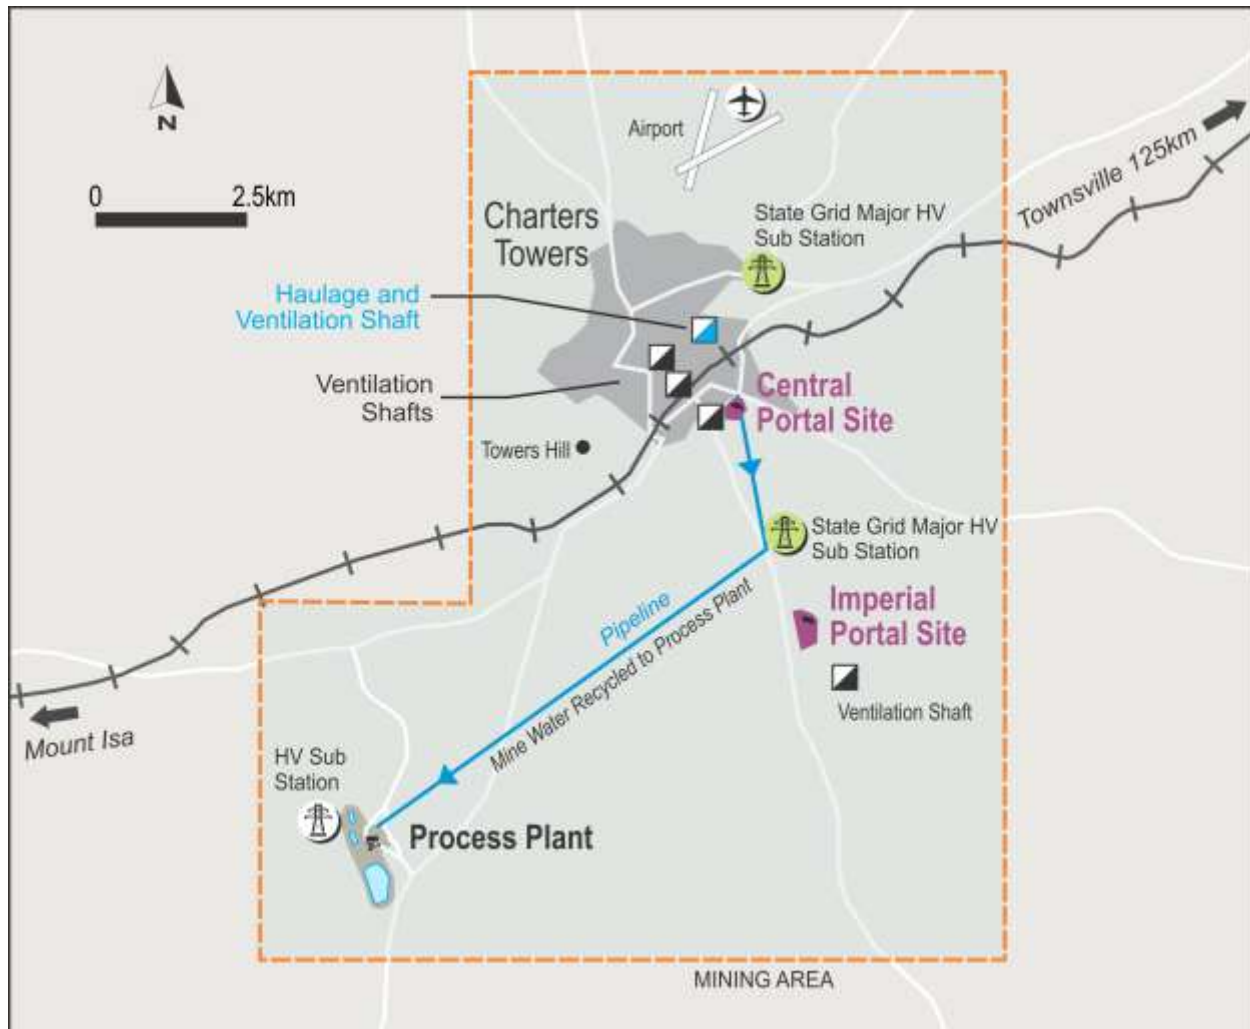 N
0 2.5km
Airport
Townsville 125km
Charters
Towers
State Grid Major HV
Sub Station
Haulage and
Ventilation Shaft
Ventilation
Shafts
Central
Portal Site
Towers Hill
State Grid Major HV
Sub Station
Imperial
Portal Site
Pipeline
Mine Water Recycled to Process Plant
Ventilation Shaft
Mount Isa
HV Sub
Station
Process Plant
MINING AREA